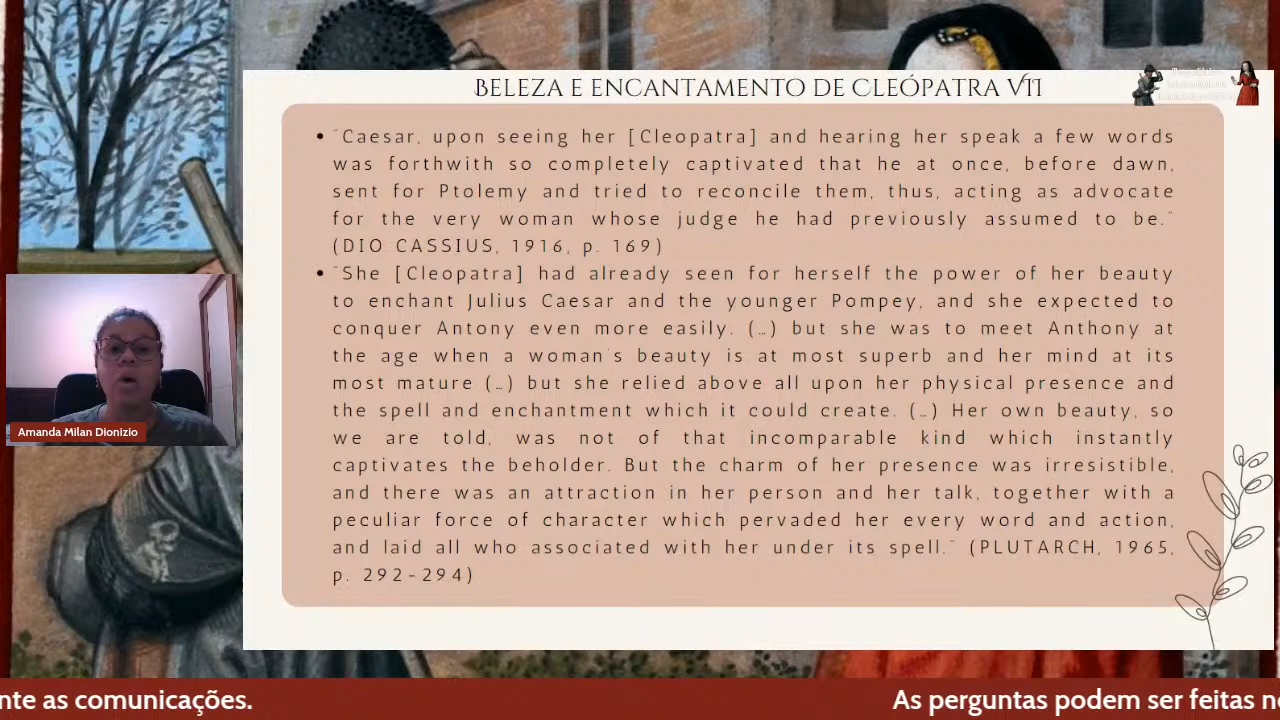 BELEZA E ENCANTAMENTO DE CLEÓPATRA VII
• "Caesar, upon seeing her [Cleopatra] and hearing her speak a few words
was forthwith so completely captivated that he at once, before dawn,
sent for Ptolemy and tried to reconcile them, thus, acting as advocate
for the very woman whose judge he had previously assumed to be."
(DIO CASSIUS, 1916, p. 169)
• "She [Cleopatra] had already seen for herself the power of her beauty
to enchant Julius Caesar and the younger Pompey, and she expected to
conquer Antony even more easily. (...) but she was to meet Anthony at
the age when a woman's beauty is at most superb and her mind at its
most mature (...) but she relied above all upon her physical presence and
the spell and enchantment which it could create. (...) Her own beauty, so
we are told, was not of that incomparable kind which instantly
captivates the beholder. But the charm of her presence was irresistible,
and there was an attraction in her person and her talk, together with a
peculiar force of character which pervaded her every word and action,
and laid all who associated with her under its spell." (PLUTARCH, 1965,
p. 292-294)
Amanda Milan Dionizio
nte as comunicações.
As perguntas podem ser feitas n